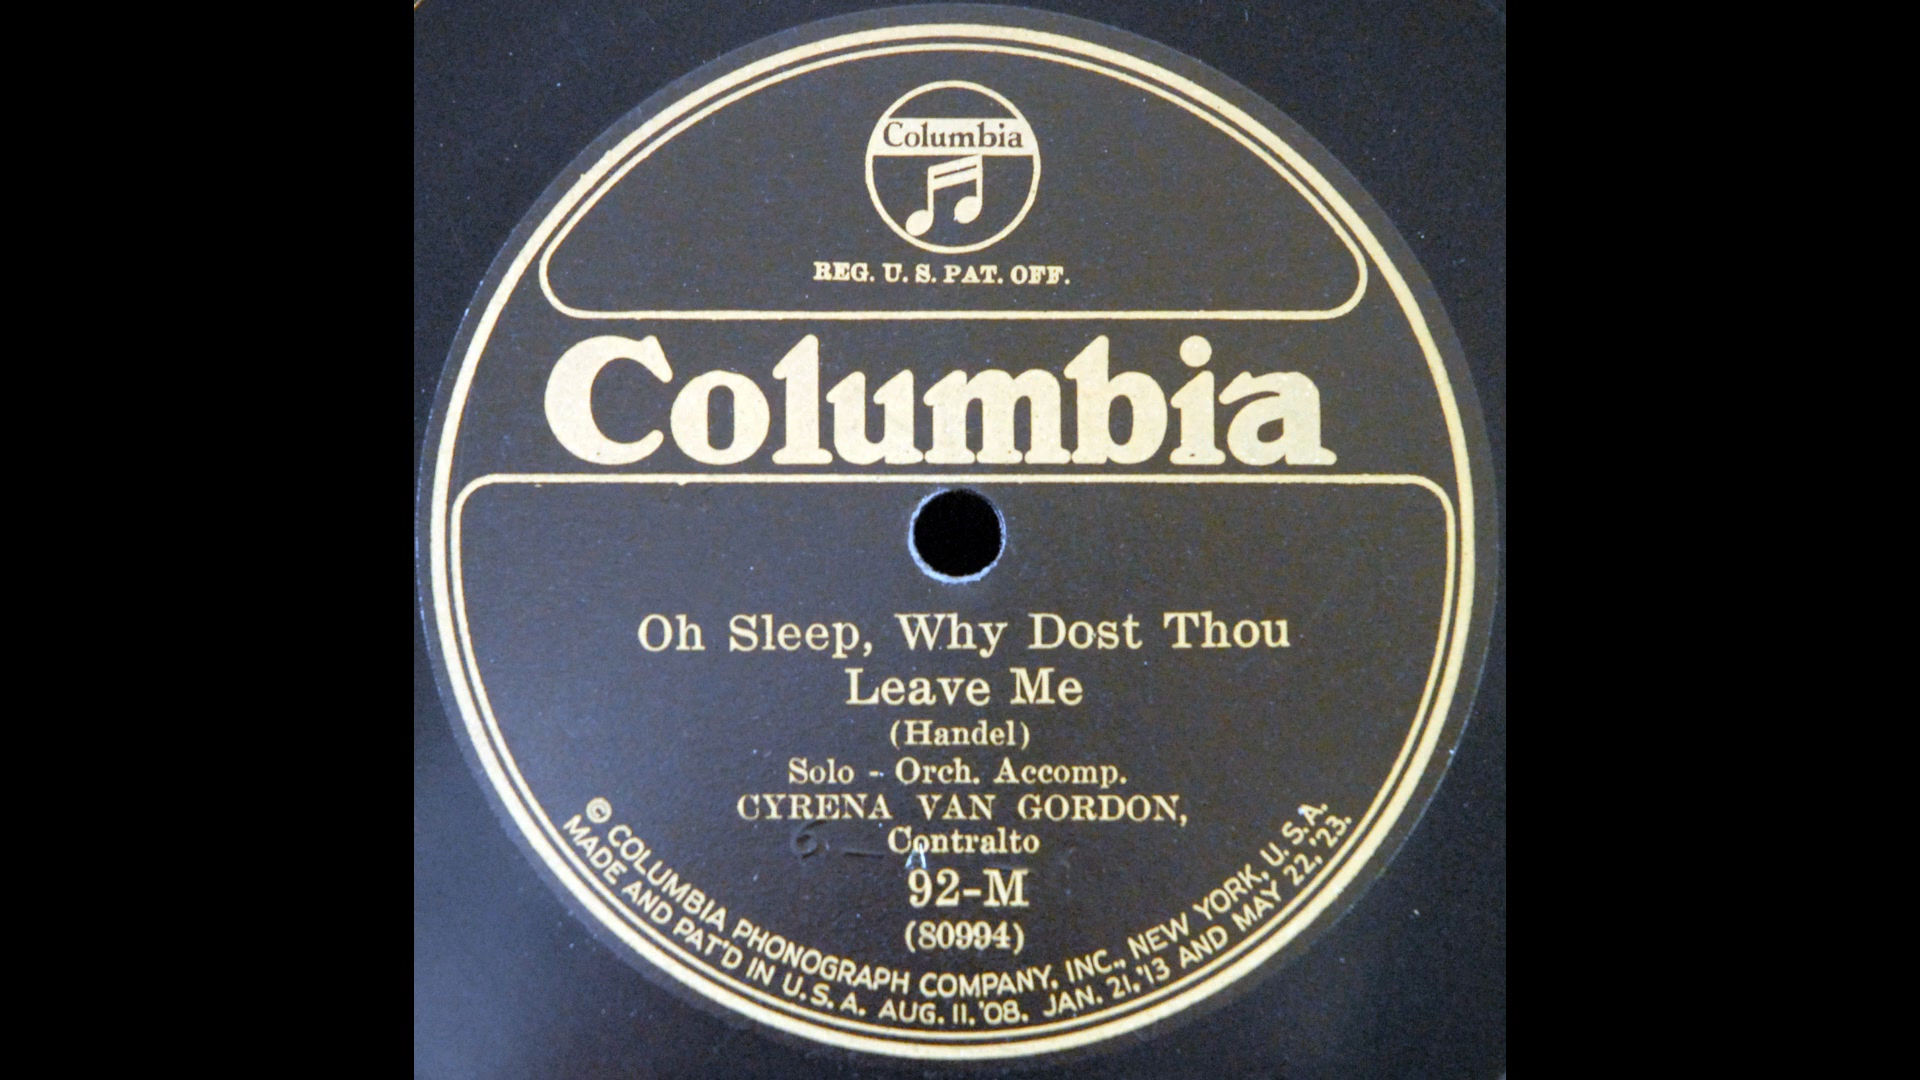 Columbia
REG. U. S. PAT. OFF.
Columbia
Oh Sleep, Why Dost Thou
Leave Me
(Handel)
Solo - Orch. Accomp.
CYRENA VAN GORDON,
Contralto
6 A
92-M
(80994)
© COLUMBIA PHONOGRAPH COMPANY, INC., NEW YORK, U.S.A.
MADE AND PAT'D IN U.S.A. AUG. 11, '08. JAN. 21, '13 AND MAY 22, '23.